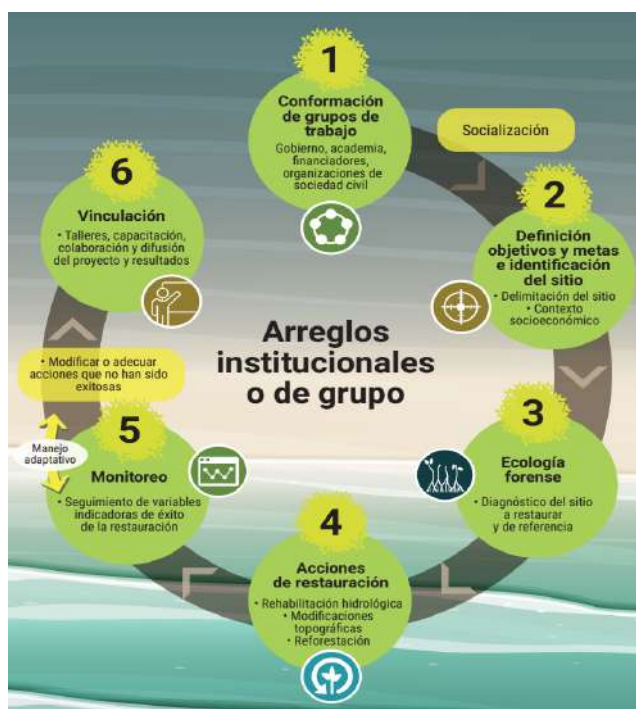 1
Conformación
de grupos de
trabajo
Gobierno, academia,
financiadores,
organizaciones de
sociedad civil
Socialización
2
Definición
objetivos y metas
e identificación
del sitio
• Delimitación del sitio
• Contexto
socioeconómico
3
Ecología
forense
• Diagnóstico del sitio
a restaurar
y de referencia
4
Acciones
de restauración
• Rehabilitación hidrológica
• Modificaciones
topográficas
• Reforestación
5
Monitoreo
• Seguimiento de variables
indicadoras de éxito
de la restauración
Manejo
adaptativo
• Modificar o adecuar
acciones que no han sido
exitosas
6
Vinculación
• Talleres, capacitación,
colaboración y difusión
del proyecto y resultados
Arreglos
institucionales
o de grupo